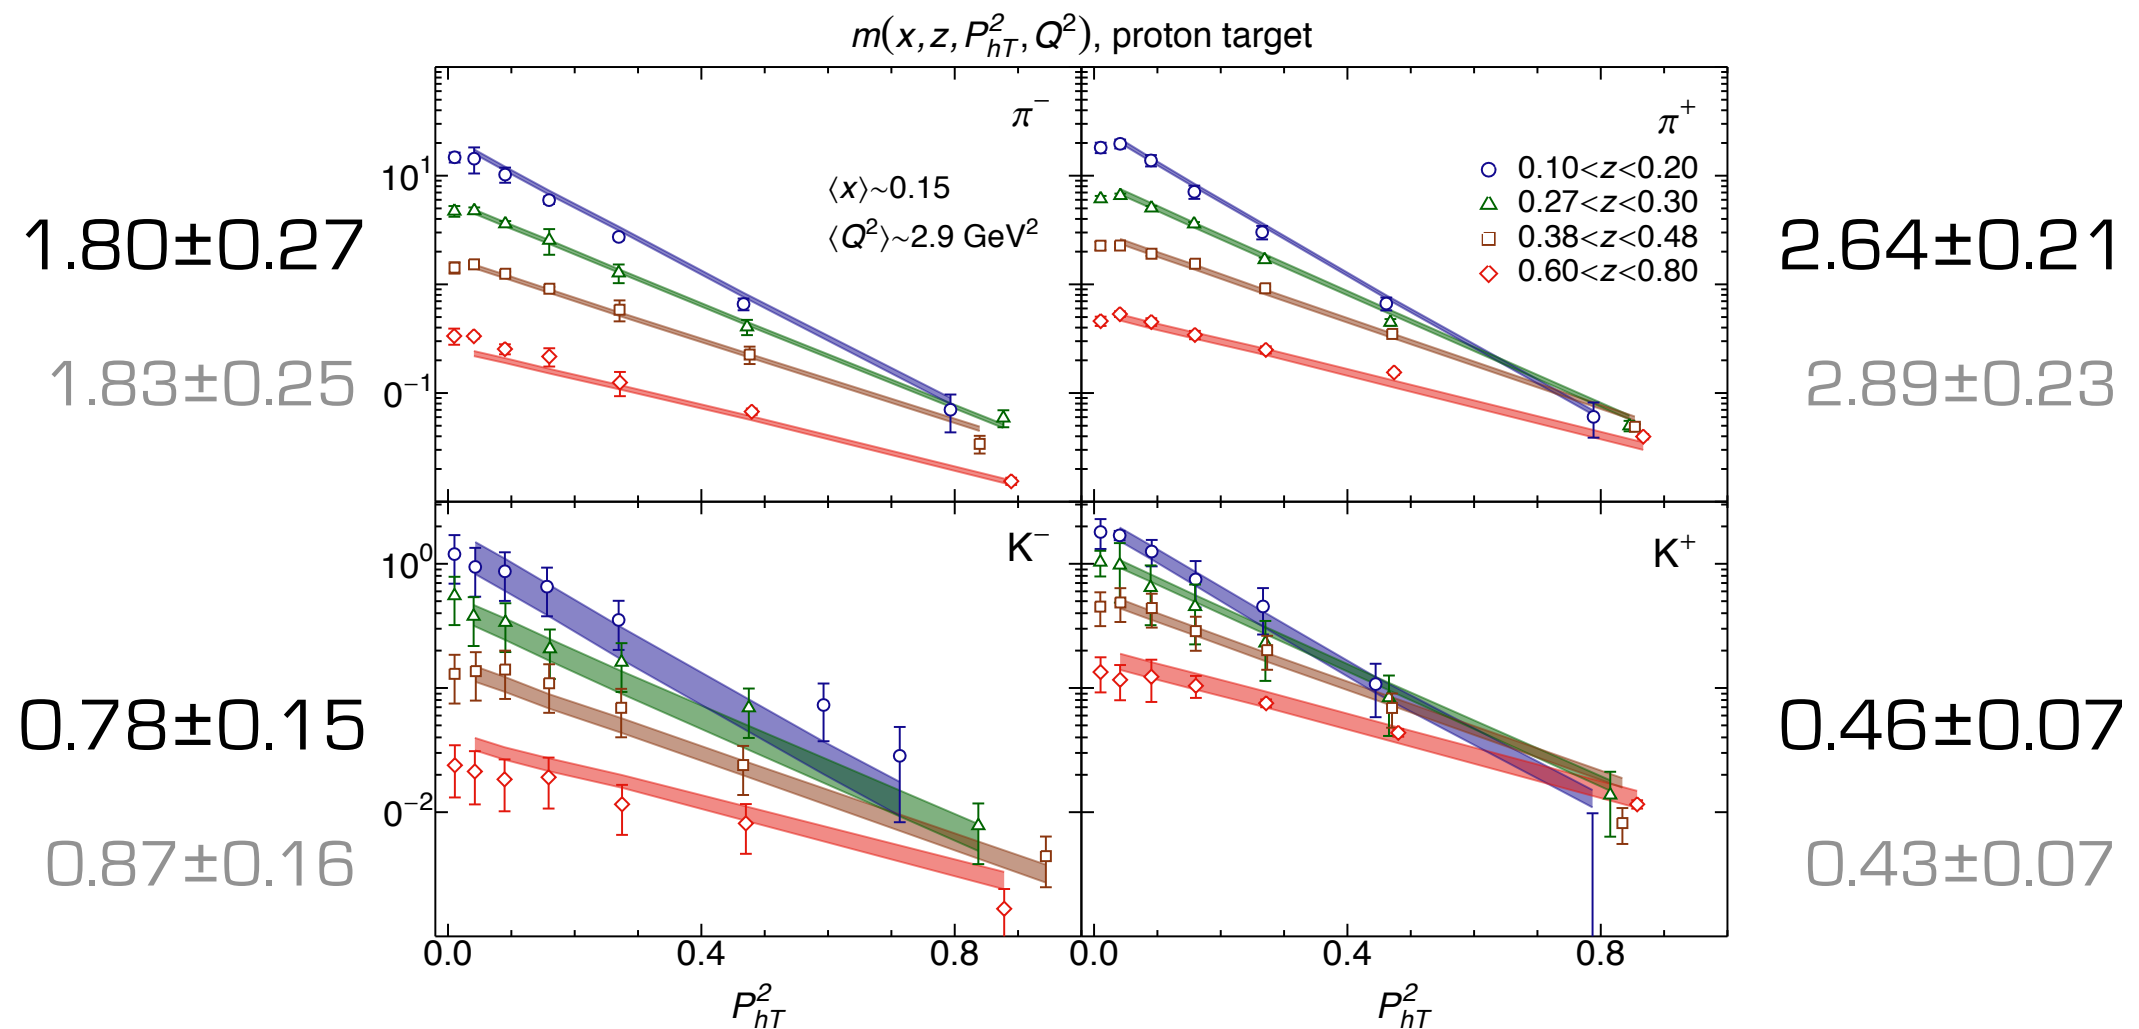 m(x, z, P²hT, Q²), proton target
π⁻
π⁺
10¹
0⁻¹
⟨x⟩~0.15
⟨Q²⟩~2.9 GeV²
0.10<z<0.20
0.27<z<0.30
0.38<z<0.48
0.60<z<0.80
1.80±0.27
2.64±0.21
1.83±0.25
2.89±0.23
K⁻
K⁺
10⁰
0⁻²
0.78±0.15
0.46±0.07
0.87±0.16
0.43±0.07
0.0 0.4 0.8 0.0 0.4 0.8
P²hT
P²hT